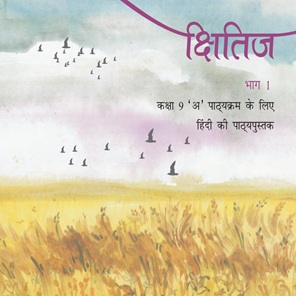 क्षितिज
भाग 1
कक्षा 9 ‘अ’ पाठ्यक्रम के लिए
हिंदी की पाठ्यपुस्तक